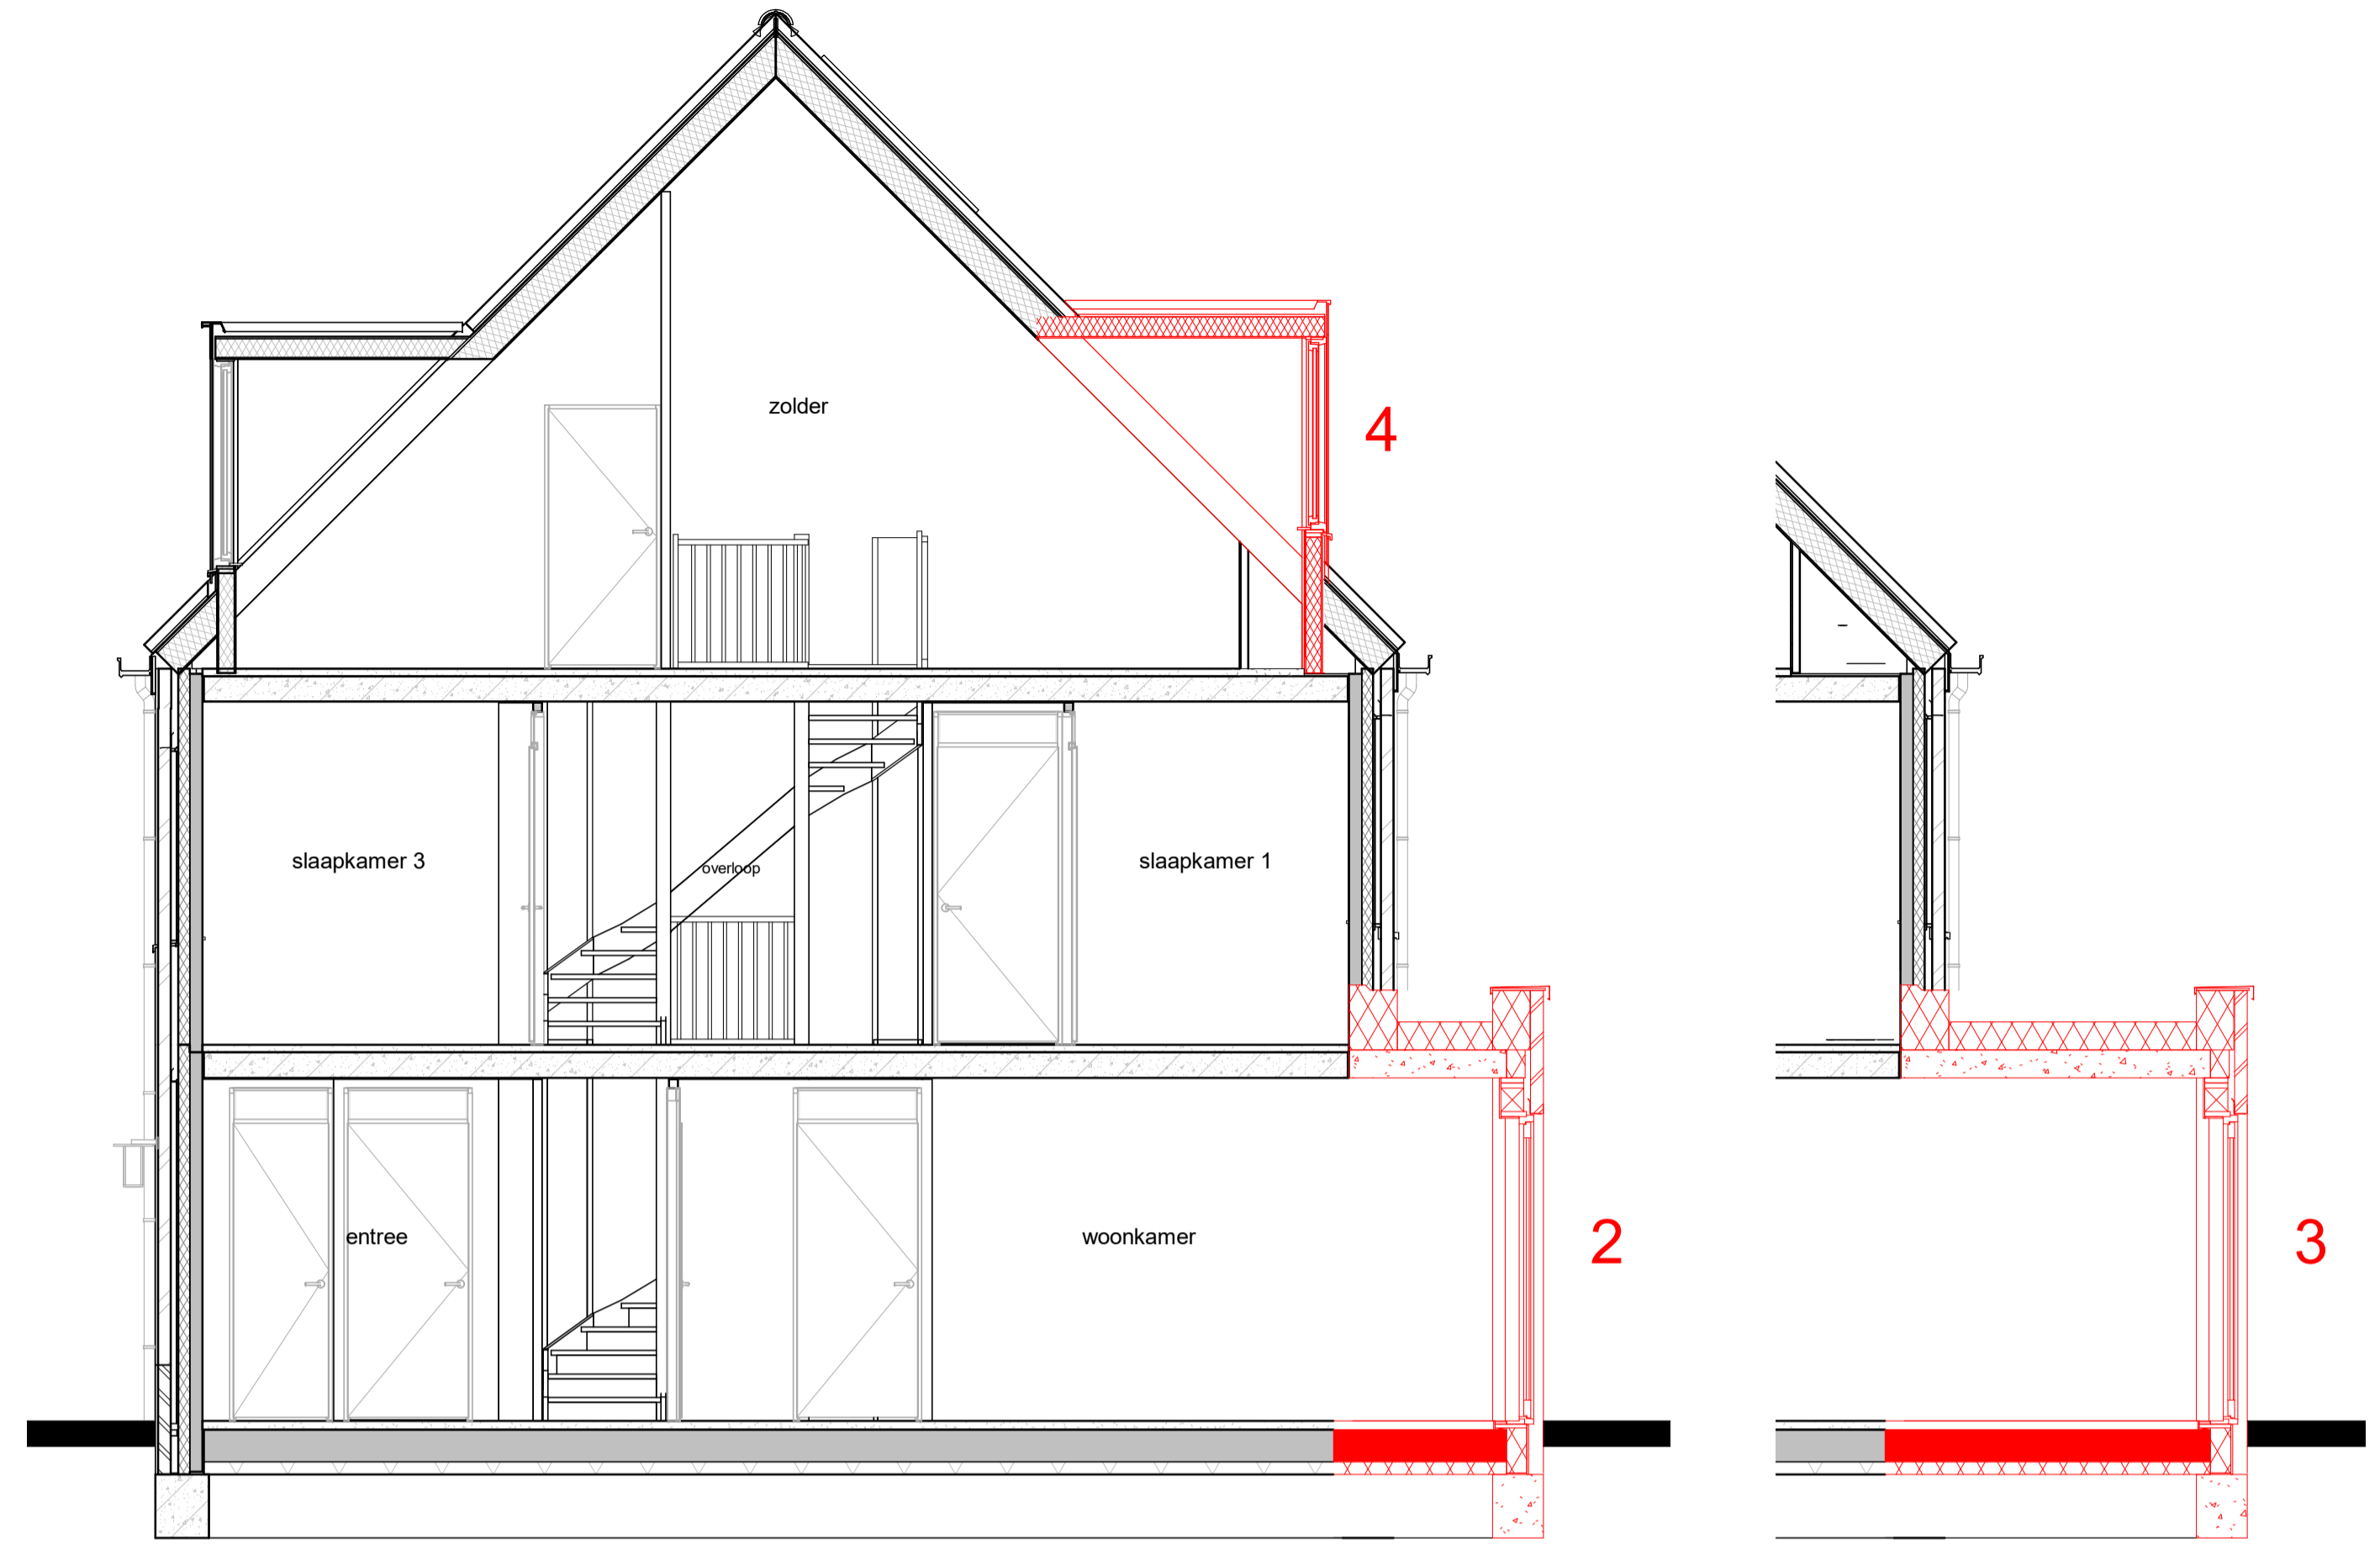 zolder
4
slaapkamer 3
overloop
slaapkamer 1
entree
woonkamer
2
3